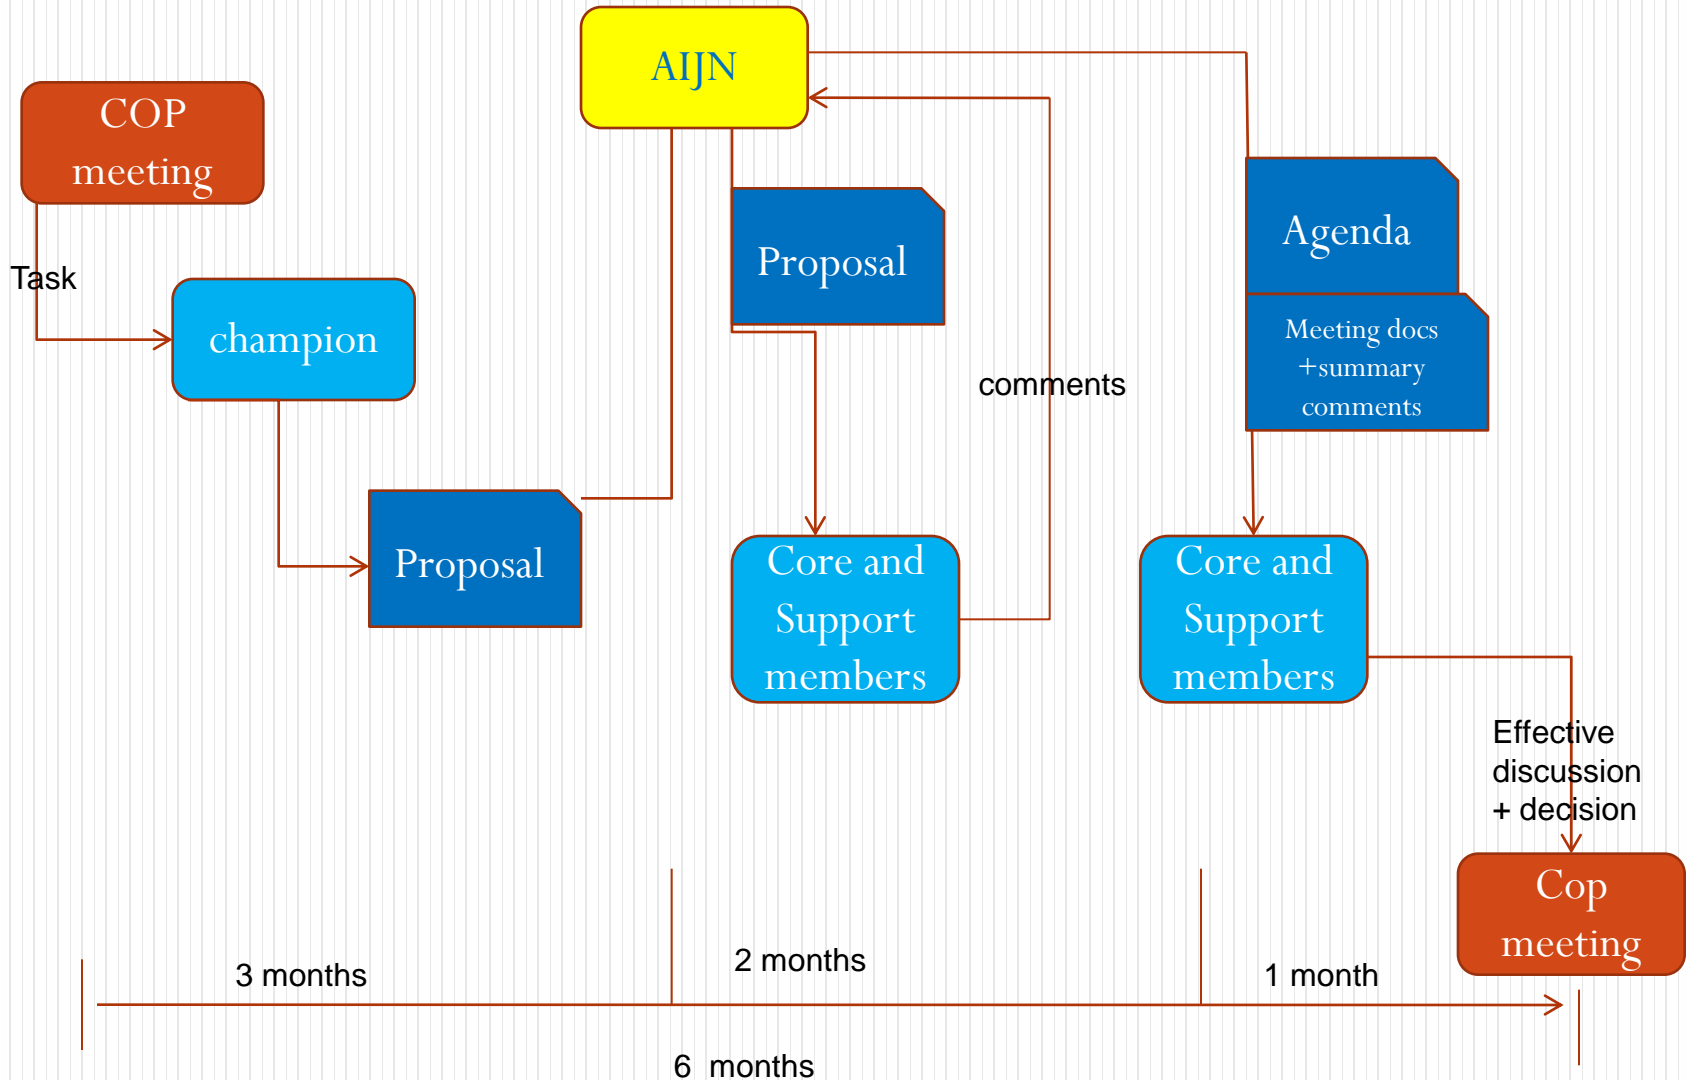 AIJN
COP
meeting
Task
champion
Proposal
Proposal
Core and
Support
members
comments
Agenda
Meeting docs
+summary
comments
Core and
Support
members
Effective
discussion
+ decision
Cop
meeting
3 months
2 months
1 month
6  months